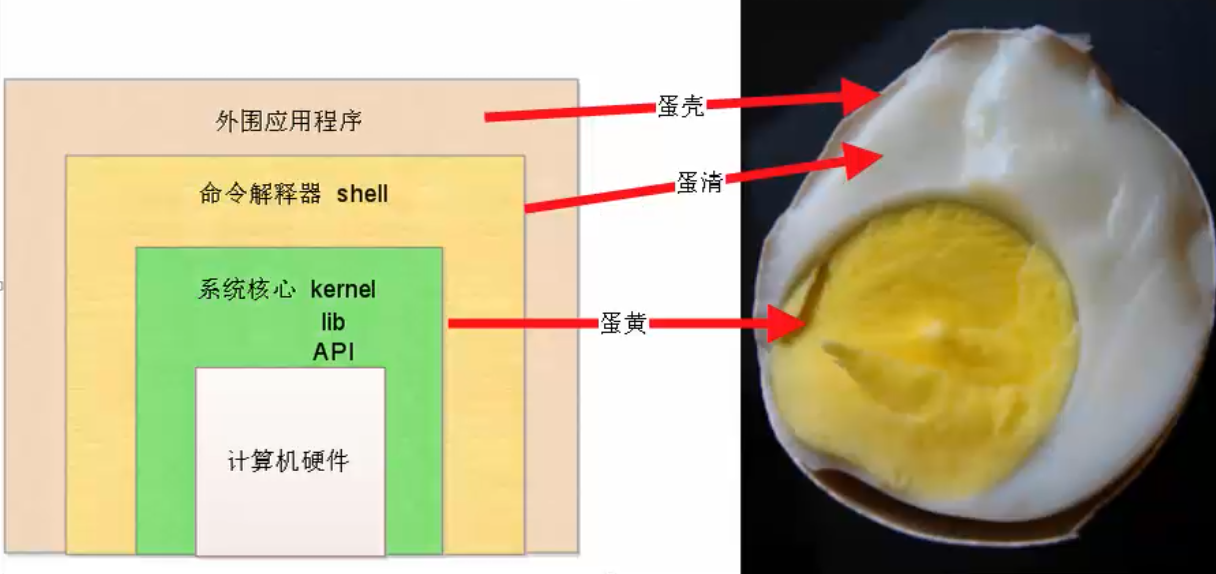 外围应用程序
蛋壳
命令解释器 shell
蛋清
系统核心 kernel
lib
蛋黄
API
计算机硬件